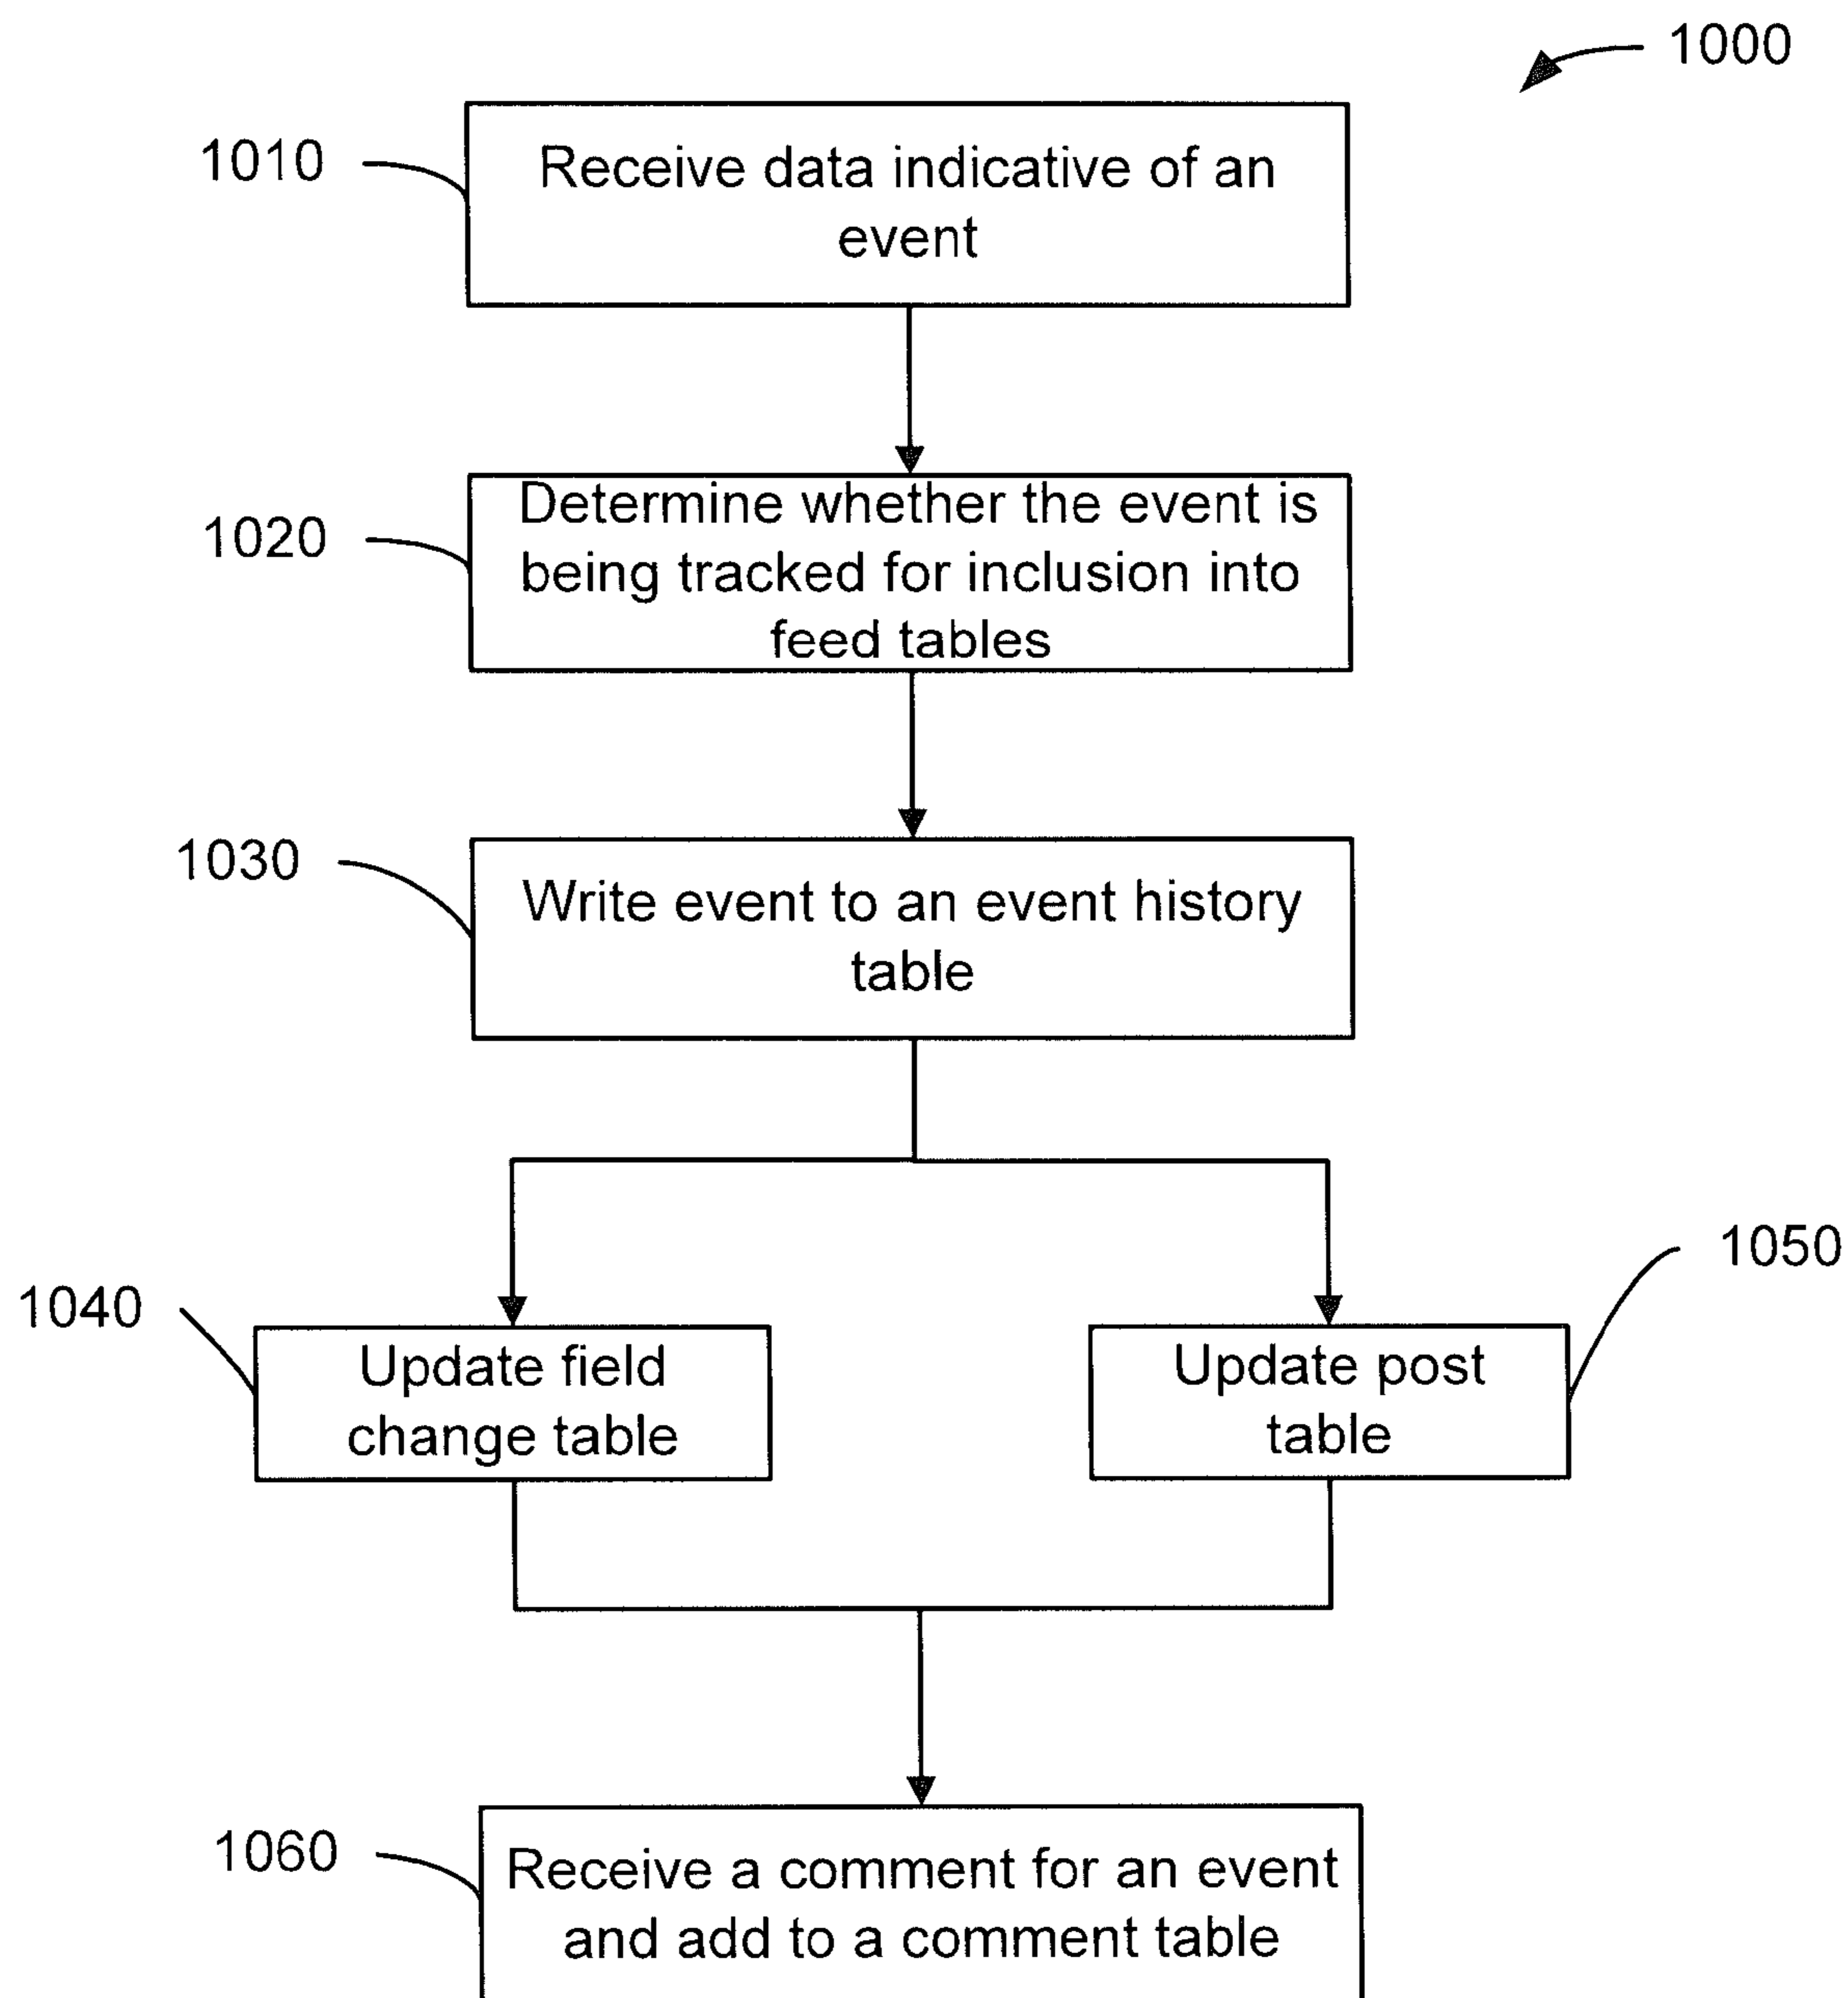 1000
1010
Receive data indicative of an
event
1020
Determine whether the event is
being tracked for inclusion into
feed tables
1030
Write event to an event history
table
1040
Update field
change table
1050
Update post
table
1060
Receive a comment for an event
and add to a comment table